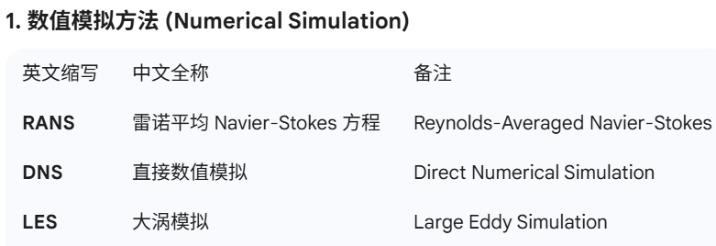 1. 数值模拟方法 (Numerical Simulation)
英文缩写 中文全称 备注
RANS 雷诺平均 Navier-Stokes 方程 Reynolds-Averaged Navier-Stokes
DNS 直接数值模拟 Direct Numerical Simulation
LES 大涡模拟 Large Eddy Simulation